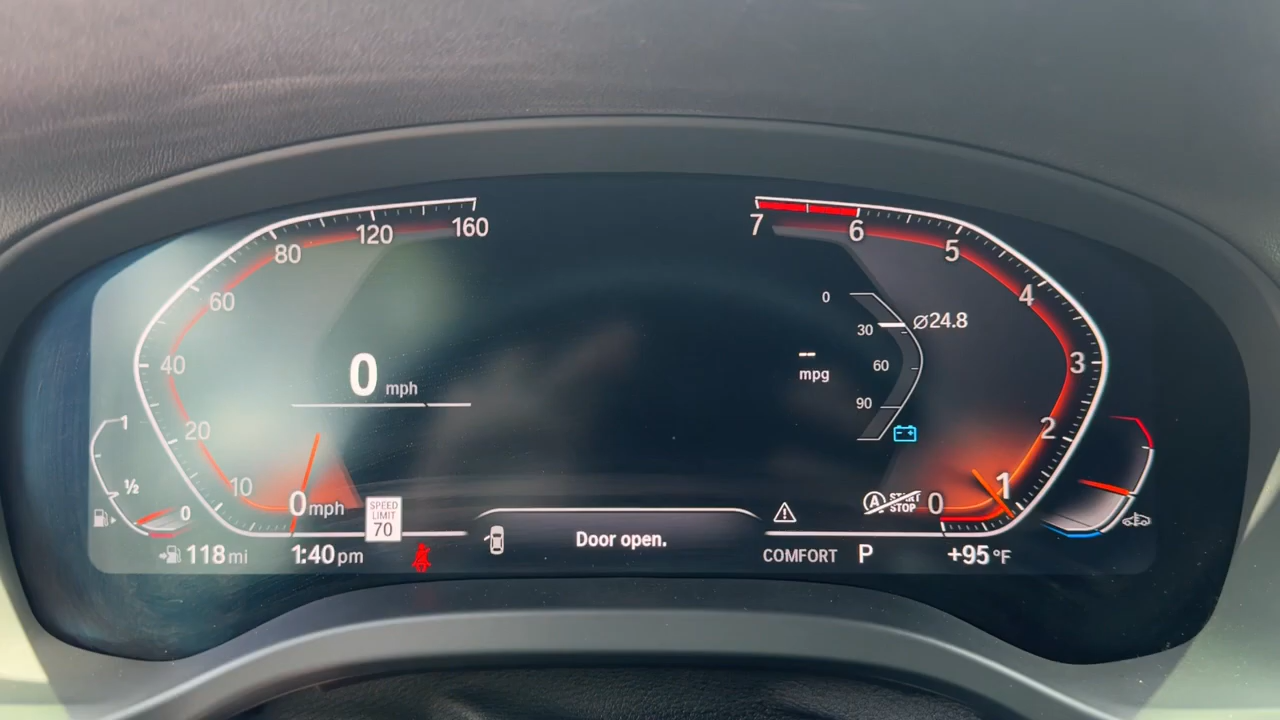 160
120
80
60
40
20
10
0 mph
0 mph
1
½
0
118 mi
1:40 pm
SPEED
LIMIT
70
Door open.
7
6
5
4
3
2
1
0
0
30
60
90
⌀24.8
--
mpg
A START
STOP
COMFORT P
+95 °F